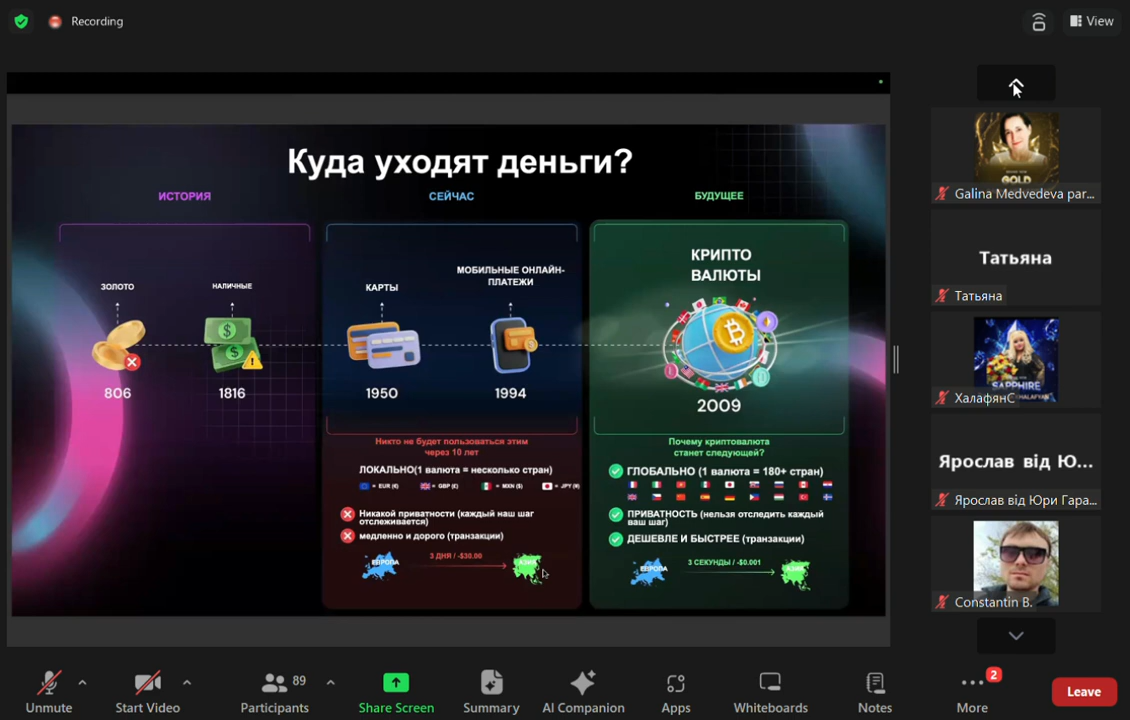 Recording
View
Куда уходят деньги?
ИСТОРИЯ
СЕЙЧАС
БУДУЩЕЕ
ЗОЛОТО
НАЛИЧНЫЕ
КАРТЫ
МОБИЛЬНЫЕ ОНЛАЙН-
ПЛАТЕЖИ
КРИПТО
ВАЛЮТЫ
806
1816
1950
1994
2009
Никто не будет пользоваться этим
через 10 лет
ЛОКАЛЬНО(1 валюта = несколько стран)
= EUR (€) = GBP (£) = MXN ($) = JPY (¥)
Никакой приватности (каждый наш шаг
отслеживается)
медленно и дорого (транзакции)
ЕВРОПА
3 ДНЯ / -$30.00
АЗИЯ
Почему криптовалюта
станет следующей?
ГЛОБАЛЬНО (1 валюта = 180+ стран)
ПРИВАТНОСТЬ (нельзя отследить каждый
ваш шаг)
ДЕШЕВЛЕ И БЫСТРЕЕ (транзакции)
ЕВРОПА
3 СЕКУНДЫ / -$0.001
АЗИЯ
GOLD
Galina Medvedeva par...
Татьяна
Татьяна
SAPPHIRE
ХалафянС
Ярослав від Ю...
Ярослав від Юри Гара...
Constantin B.
Unmute
Start Video
89
Participants
Share Screen
Summary
AI Companion
Apps
Whiteboards
Notes
2
More
Leave